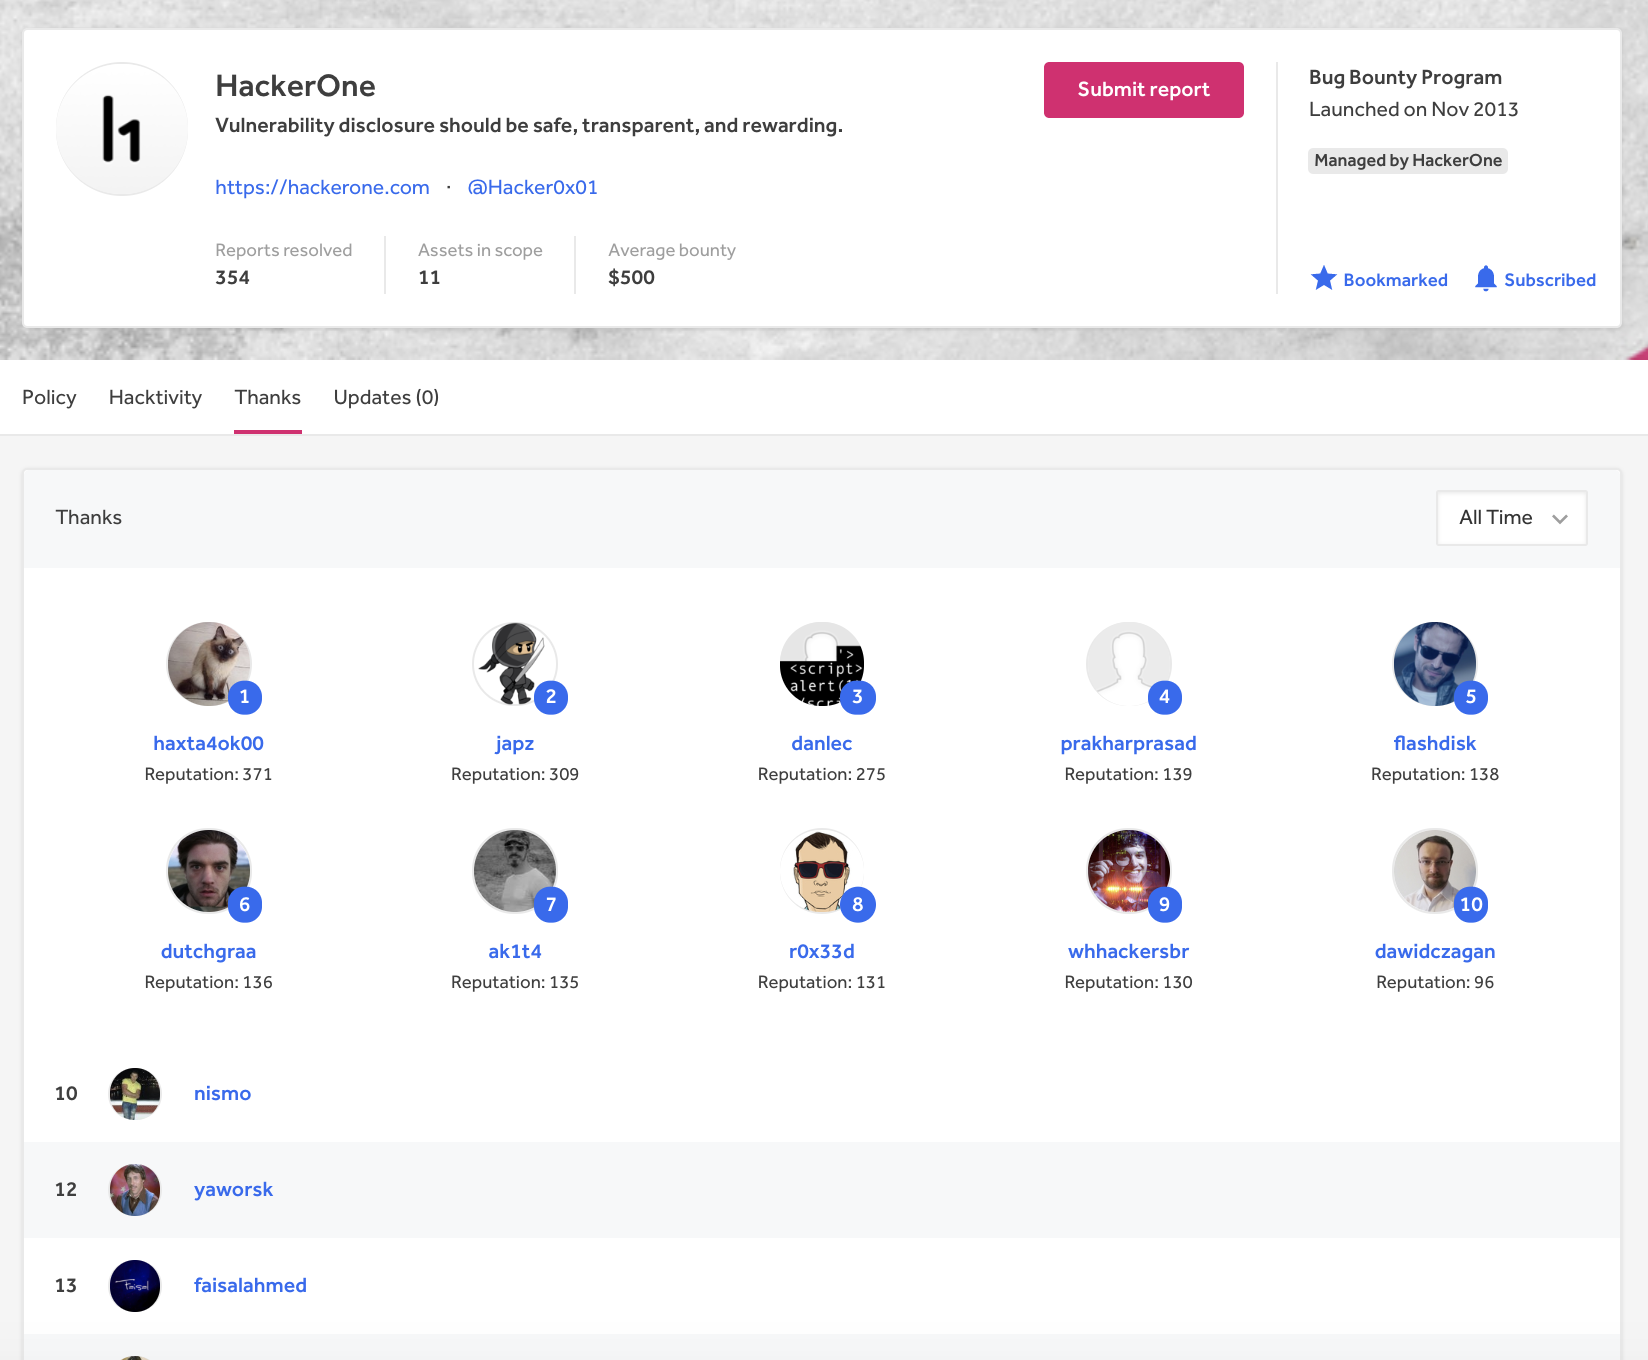 HackerOne
Vulnerability disclosure should be safe, transparent, and rewarding.
https://hackerone.com · @Hacker0x01
Reports resolved
354
Assets in scope
11
Average bounty
$500
Submit report
Bug Bounty Program
Launched on Nov 2013
Managed by HackerOne
Bookmarked Subscribed
Policy Hacktivity Thanks Updates (0)
Thanks
All Time
'>
<script>
alert(1
1 2 3 4 5
haxta4ok00 japz danlec prakharprasad flashdisk
Reputation: 371 Reputation: 309 Reputation: 275 Reputation: 139 Reputation: 138
6 7 8 9 10
dutchgraa ak1t4 r0x33d whhackersbr dawidczagan
Reputation: 136 Reputation: 135 Reputation: 131 Reputation: 130 Reputation: 96
10 nismo
12 yaworsk
13 Faisal faisalahmed